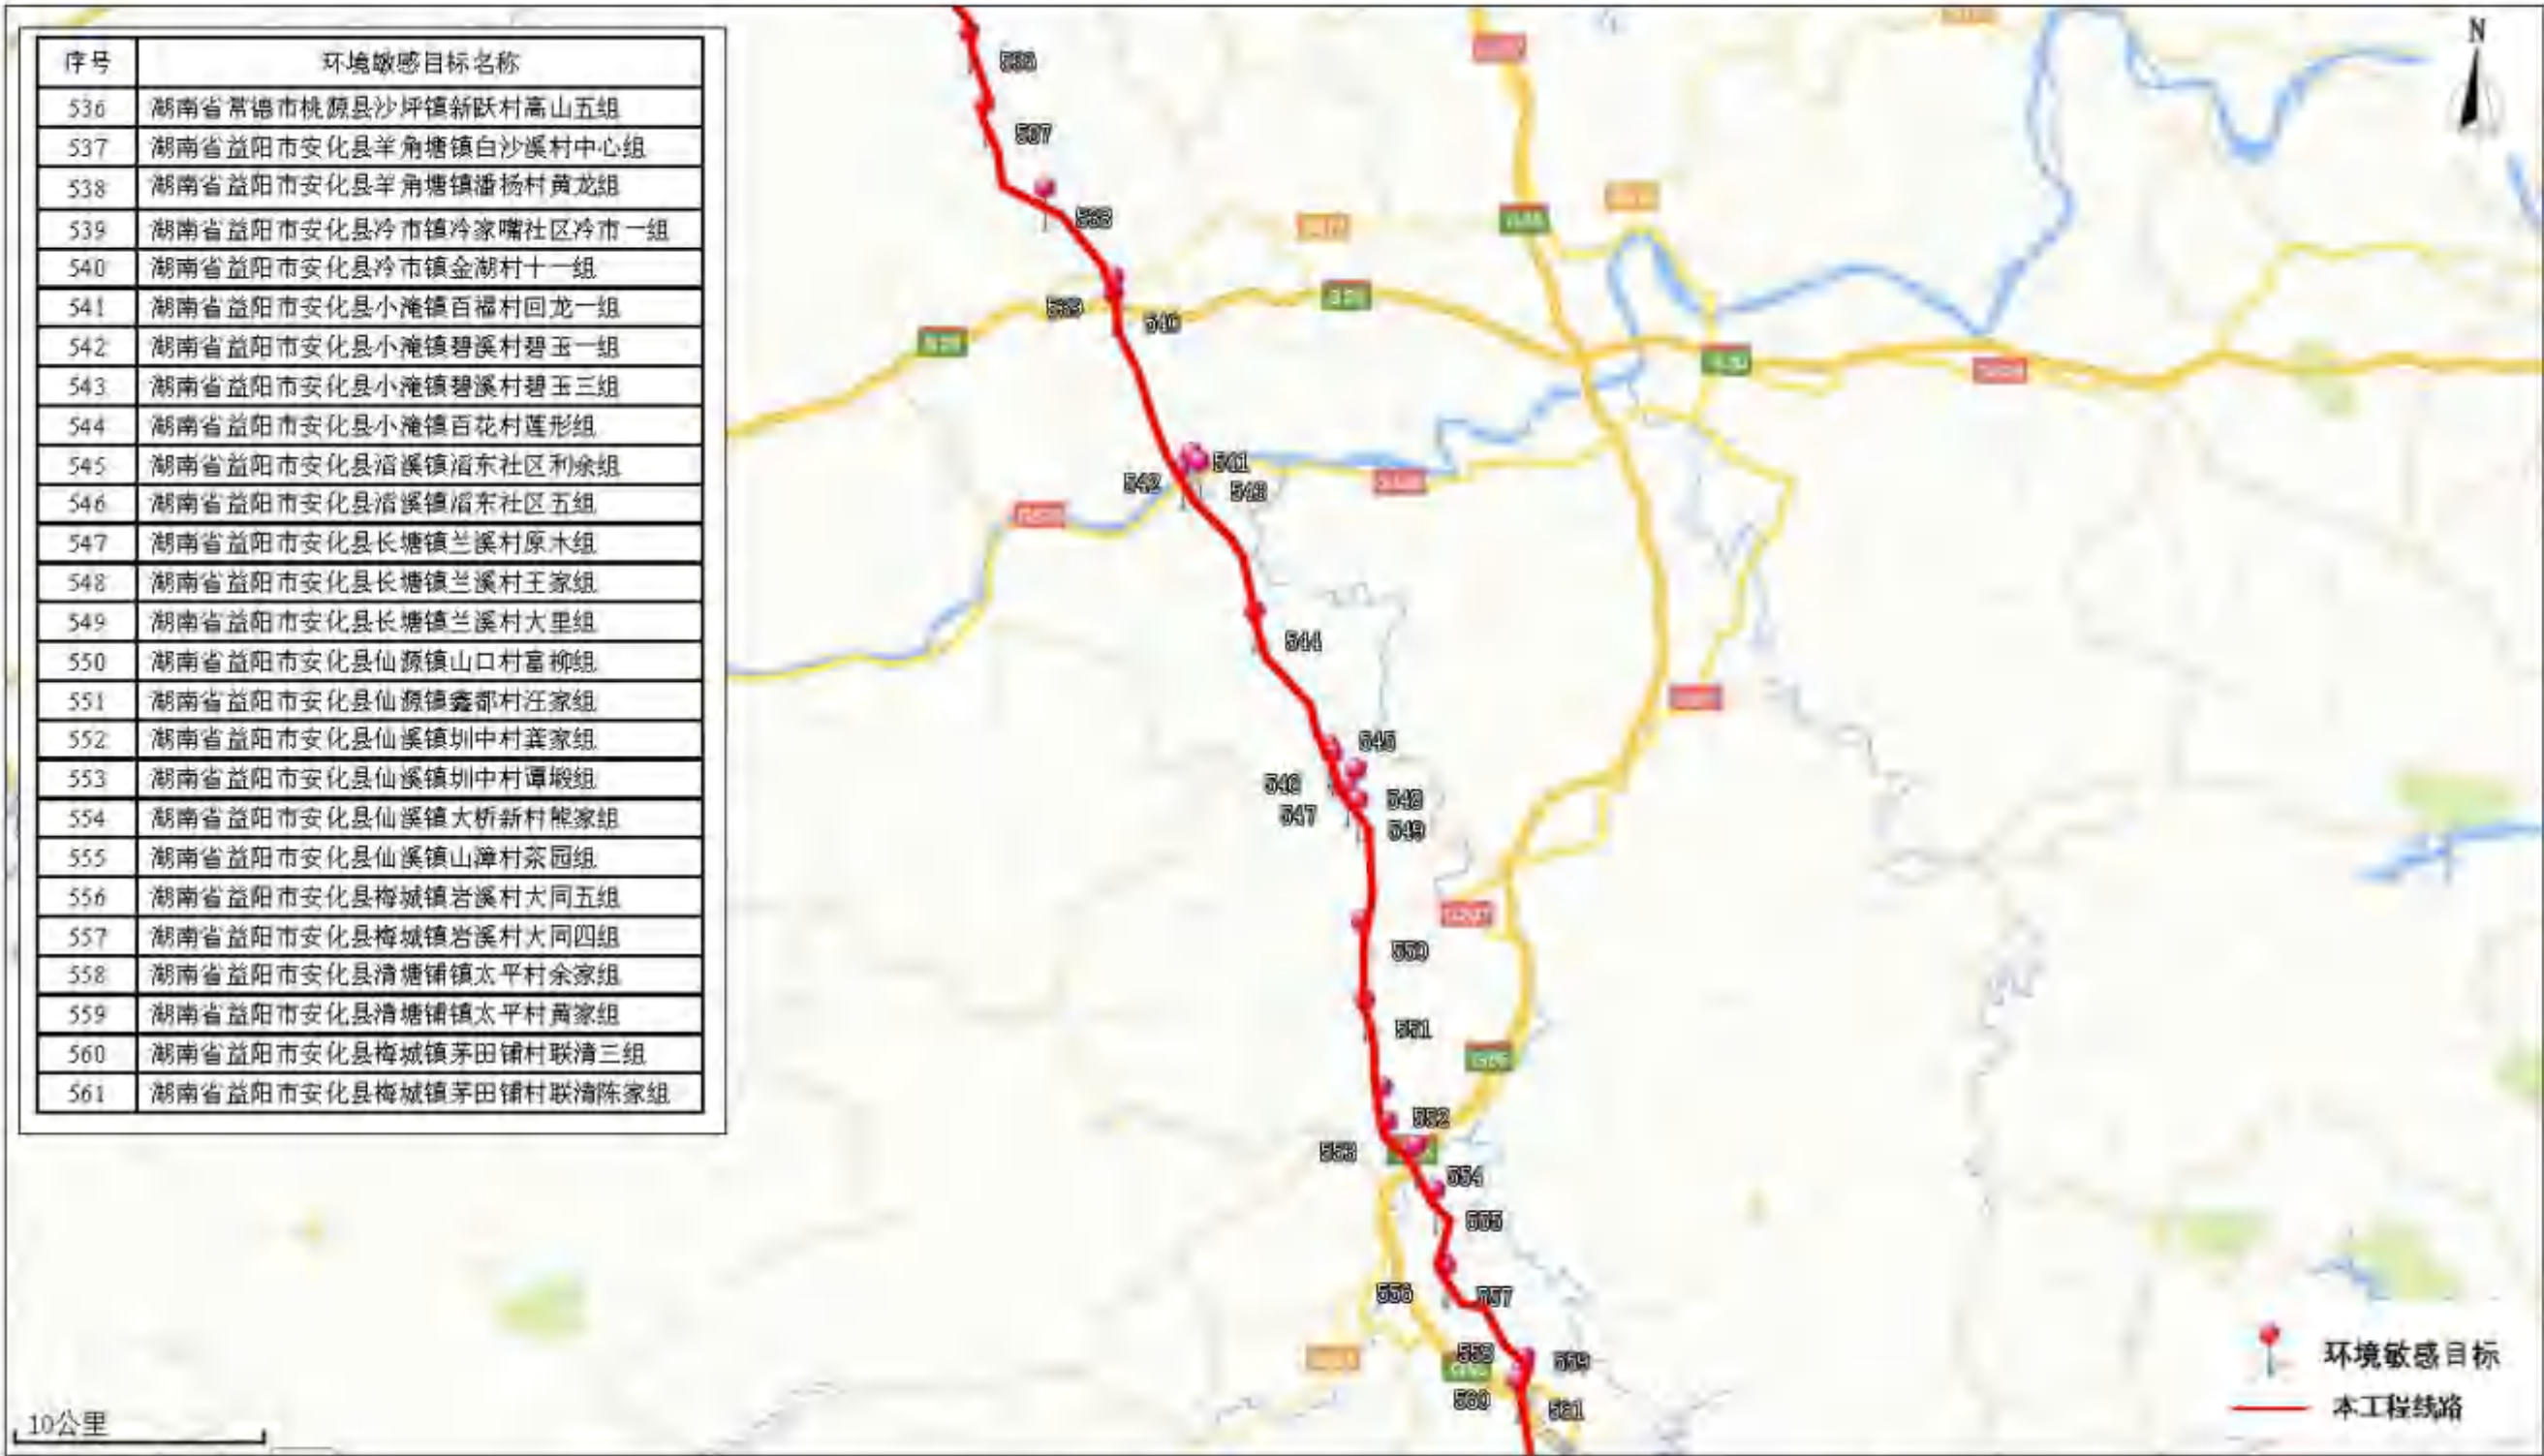 序号 环境敏感目标名称
536 湖南省常德市桃源县沙坪镇新跃村高山五组
537 湖南省益阳市安化县羊角塘镇白沙溪村中心组
538 湖南省益阳市安化县羊角塘镇潘杨村黄龙组
539 湖南省益阳市安化县冷市镇冷家嘴社区冷市一组
540 湖南省益阳市安化县冷市镇金湖村十一组
541 湖南省益阳市安化县小淹镇百福村回龙一组
542 湖南省益阳市安化县小淹镇碧溪村碧玉一组
543 湖南省益阳市安化县小淹镇碧溪村碧玉三组
544 湖南省益阳市安化县小淹镇百花村莲形组
545 湖南省益阳市安化县滔溪镇滔东社区利余组
546 湖南省益阳市安化县滔溪镇滔东社区五组
547 湖南省益阳市安化县长塘镇兰溪村原木组
548 湖南省益阳市安化县长塘镇兰溪村王家组
549 湖南省益阳市安化县长塘镇兰溪村大里组
550 湖南省益阳市安化县仙源镇山口村富柳组
551 湖南省益阳市安化县仙源镇鑫都村汪家组
552 湖南省益阳市安化县仙溪镇圳中村龚家组
553 湖南省益阳市安化县仙溪镇圳中村谭塅组
554 湖南省益阳市安化县仙溪镇大桥新村熊家组
555 湖南省益阳市安化县仙溪镇山漳村茶园组
556 湖南省益阳市安化县梅城镇岩溪村大同五组
557 湖南省益阳市安化县梅城镇岩溪村大同四组
558 湖南省益阳市安化县清塘铺镇太平村余家组
559 湖南省益阳市安化县清塘铺镇太平村黄家组
560 湖南省益阳市安化县梅城镇茅田铺村联清三组
561 湖南省益阳市安化县梅城镇茅田铺村联清陈家组
N
536
537
538
539
540
541
542
543
544
545
546
548
547
549
550
551
552
553
554
555
556
557
558
559
560
561
环境敏感目标
本工程线路
10公里